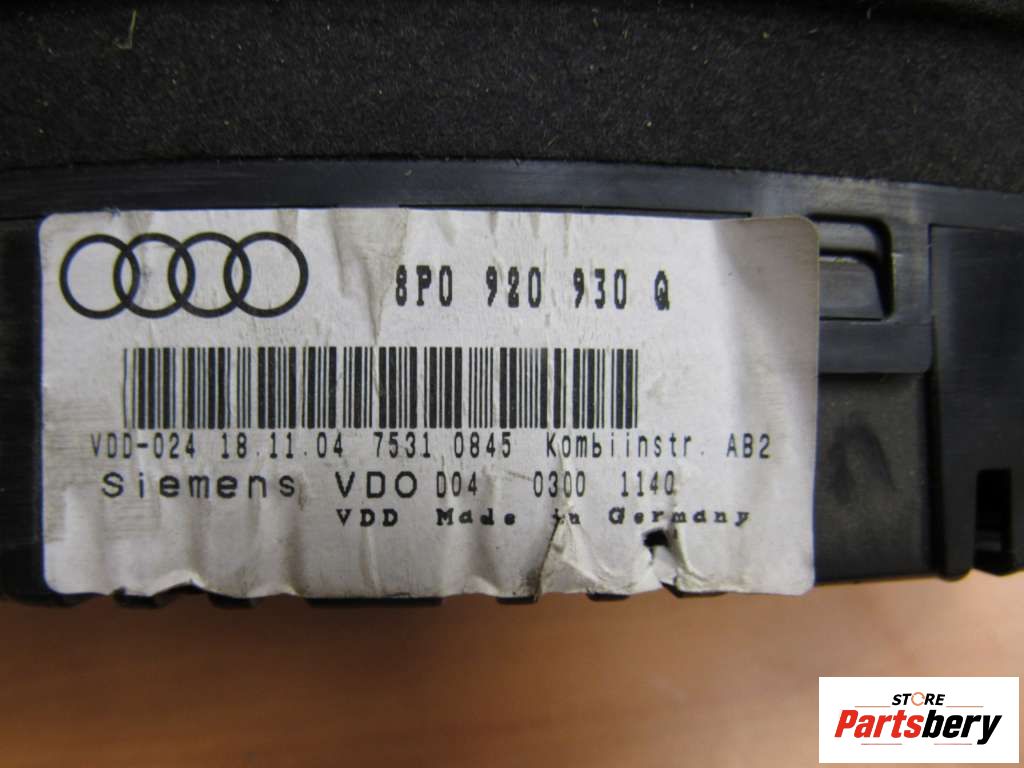 8P0 920 930 Q
VDD-024 18.11.04 7531 0845 Kombiinstr. AB2
Siemens VDO D04 0300 1140
VDD Made in Germany
STORE
Partsbery